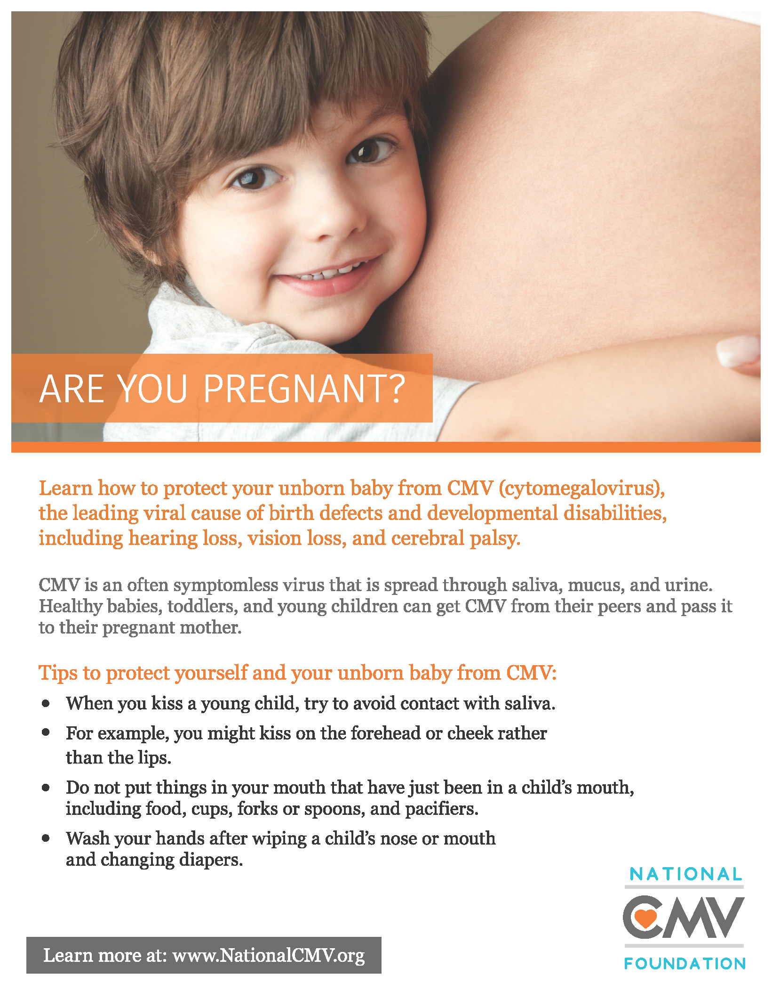 ARE YOU PREGNANT?
Learn how to protect your unborn baby from CMV (cytomegalovirus),
the leading viral cause of birth defects and developmental disabilities,
including hearing loss, vision loss, and cerebral palsy.
CMV is an often symptomless virus that is spread through saliva, mucus, and urine.
Healthy babies, toddlers, and young children can get CMV from their peers and pass it
to their pregnant mother.
Tips to protect yourself and your unborn baby from CMV:
• When you kiss a young child, try to avoid contact with saliva.
• For example, you might kiss on the forehead or cheek rather
than the lips.
• Do not put things in your mouth that have just been in a child’s mouth,
including food, cups, forks or spoons, and pacifiers.
• Wash your hands after wiping a child’s nose or mouth
and changing diapers.
Learn more at: www.NationalCMV.org
NATIONAL
CMV
FOUNDATION